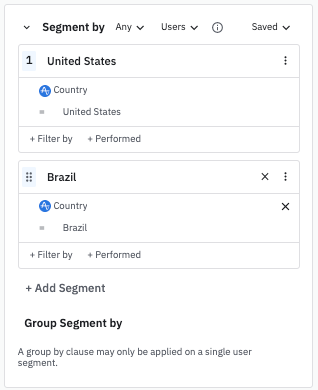 Segment by Any Users Saved
1 United States
Country
= United States
+ Filter by + Performed
Brazil
Country
= Brazil
+ Filter by + Performed
+ Add Segment
Group Segment by
A group by clause may only be applied on a single user
segment.